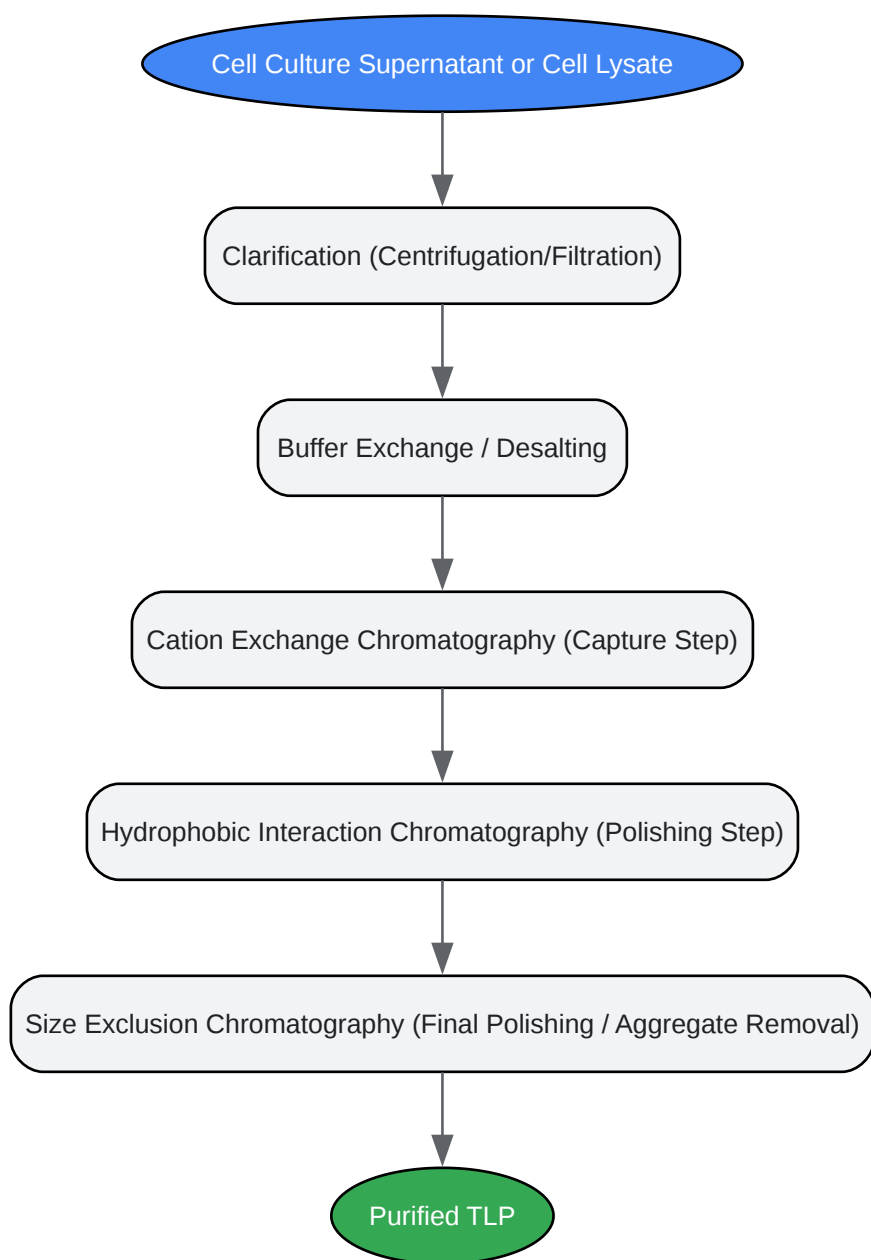 Cell Culture Supernatant or Cell Lysate
Clarification (Centrifugation/Filtration)
Buffer Exchange / Desalting
Cation Exchange Chromatography (Capture Step)
Hydrophobic Interaction Chromatography (Polishing Step)
Size Exclusion Chromatography (Final Polishing / Aggregate Removal)
Purified TLP